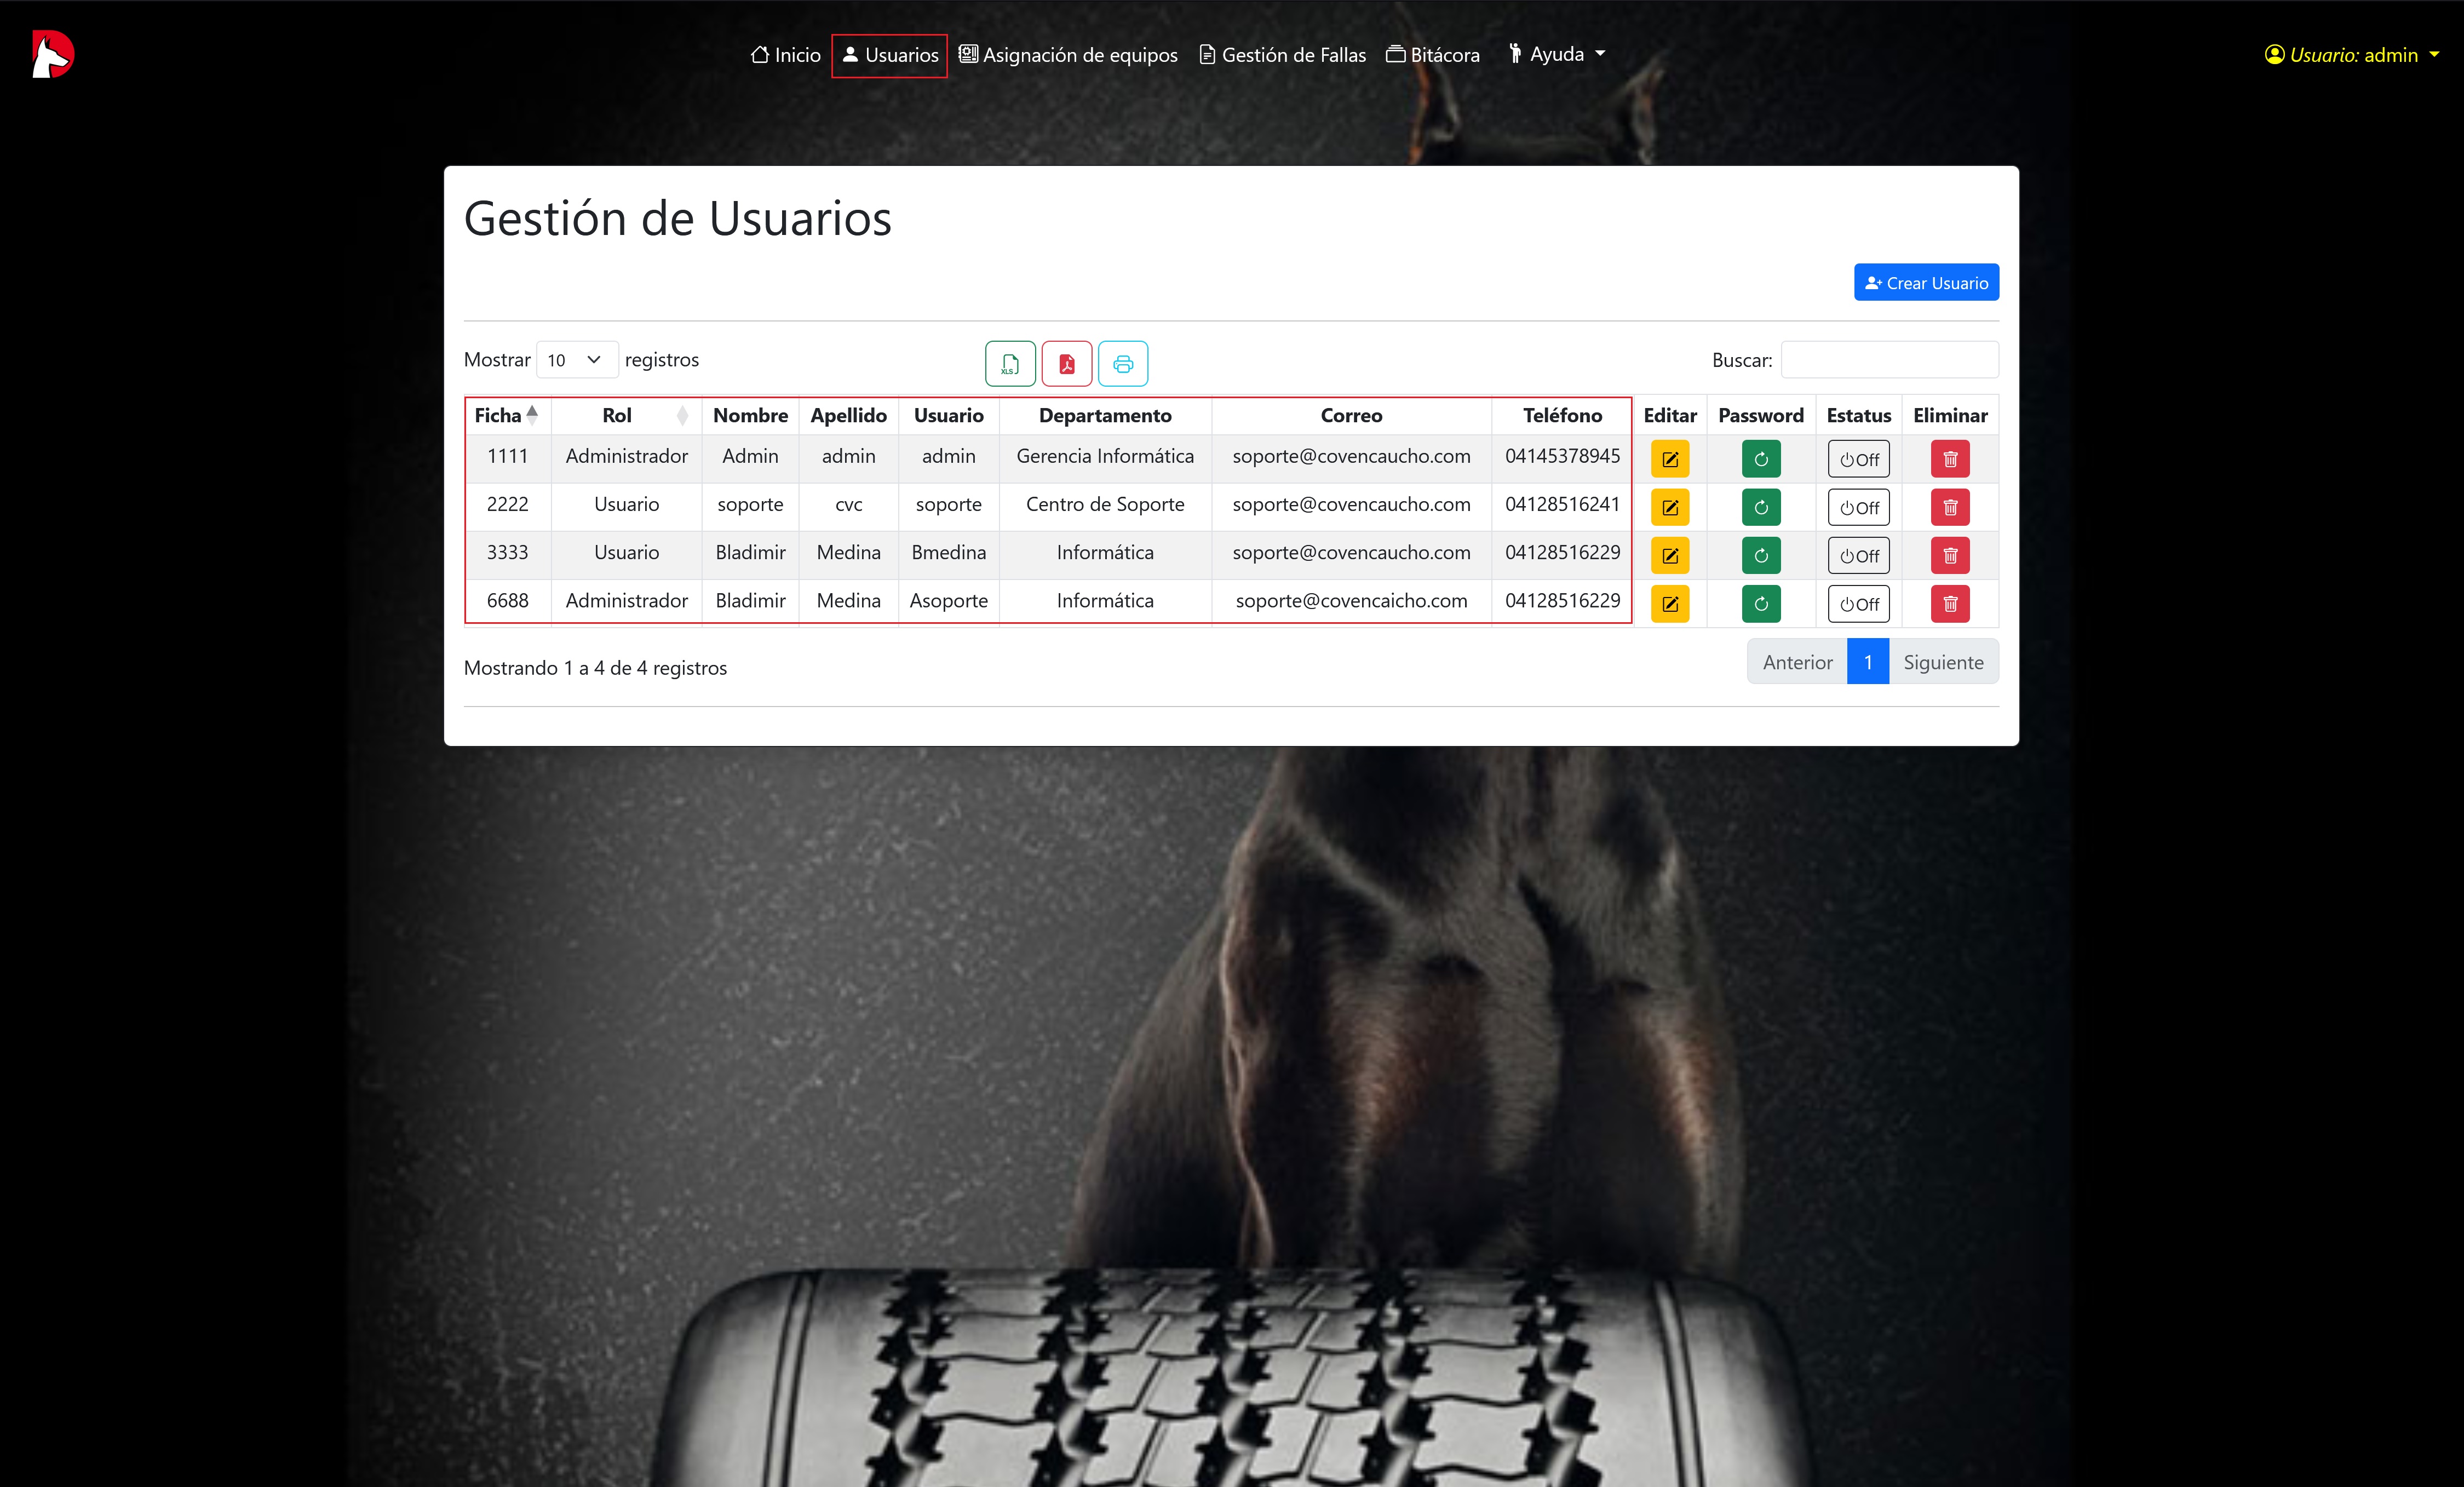 Inicio Usuarios Asignación de equipos Gestión de Fallas Bitácora Ayuda Usuario: admin
Gestión de Usuarios
Crear Usuario
Mostrar 10 registros XLS Buscar:
Ficha Rol Nombre Apellido Usuario Departamento Correo Teléfono Editar Password Estatus Eliminar
1111 Administrador Admin admin admin Gerencia Informática soporte@covencaucho.com 04145378945 Off
2222 Usuario soporte cvc soporte Centro de Soporte soporte@covencaucho.com 04128516241 Off
3333 Usuario Bladimir Medina Bmedina Informática soporte@covencaucho.com 04128516229 Off
6688 Administrador Bladimir Medina Asoporte Informática soporte@covencaicho.com 04128516229 Off
Mostrando 1 a 4 de 4 registros Anterior 1 Siguiente